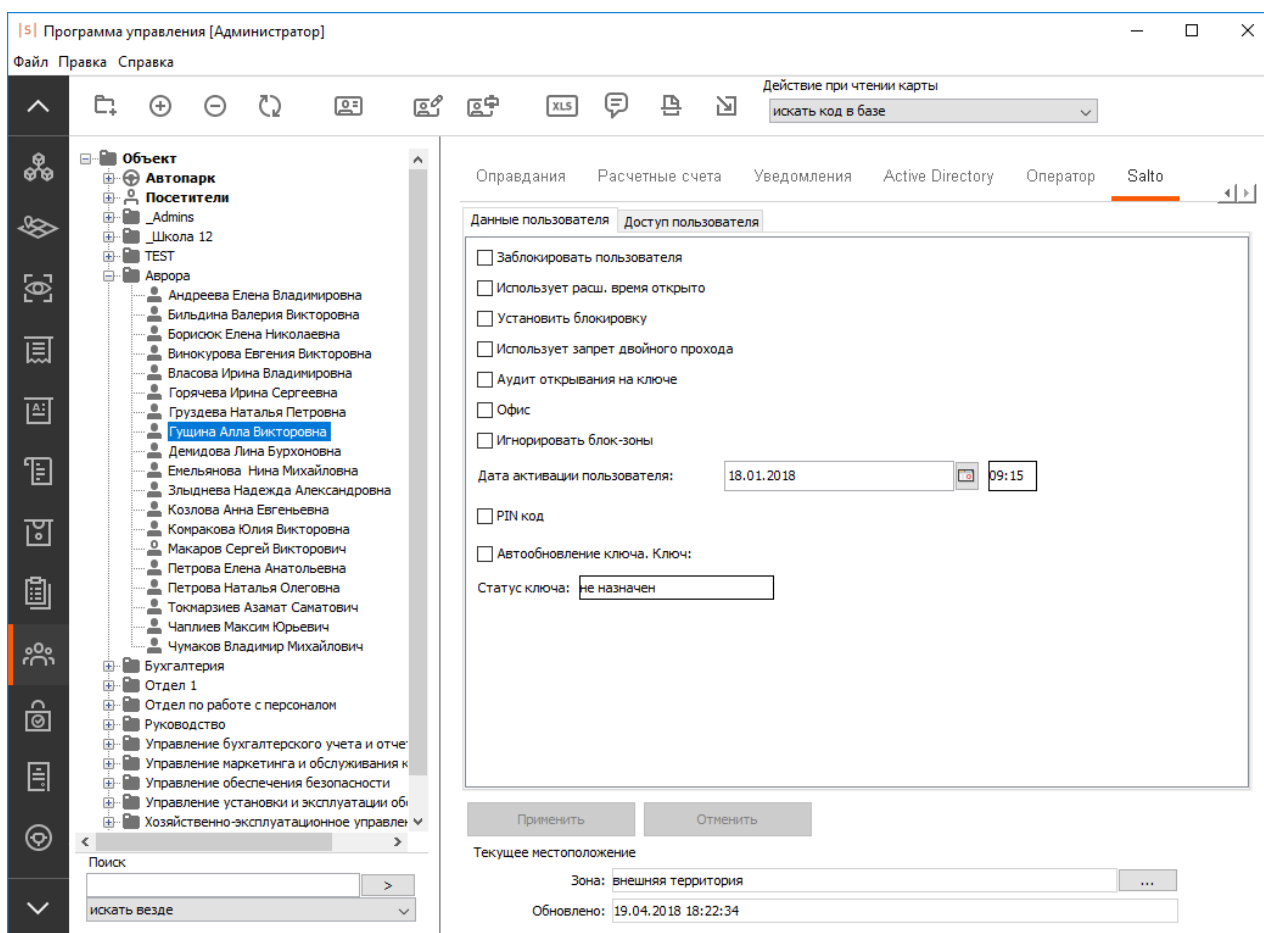 |S| Программа управления [Администратор]
Файл Правка Справка
Действие при чтении карты
XLS
искать код в базе
Объект
Автопарк
Посетители
_Admins
_Школа 12
TEST
Аврора
Андреева Елена Владимировна
Бильдина Валерия Викторовна
Борисюк Елена Николаевна
Винокурова Евгения Викторовна
Власова Ирина Владимировна
Горячева Ирина Сергеевна
Груздева Наталья Петровна
Гущина Алла Викторовна
Демидова Лина Бурхоновна
Емельянова Нина Михайловна
Злыднева Надежда Александровна
Козлова Анна Евгеньевна
Комракова Юлия Викторовна
Макаров Сергей Викторович
Петрова Елена Анатольевна
Петрова Наталья Олеговна
Токмарзиев Азамат Саматович
Чаплиев Максим Юрьевич
Чумаков Владимир Михайлович
Бухгалтерия
Отдел 1
Отдел по работе с персоналом
Руководство
Управление бухгалтерского учета и отче
Управление маркетинга и обслуживания к
Управление обеспечения безопасности
Управление установки и эксплуатации об
Хозяйственно-эксплуатационное управле
Поиск
>
искать везде
Оправдания Расчетные счета Уведомления Active Directory Оператор Salto
Данные пользователя Доступ пользователя
Заблокировать пользователя
Использует расш. время открыто
Установить блокировку
Использует запрет двойного прохода
Аудит открывания на ключе
Офис
Игнорировать блок-зоны
Дата активации пользователя: 18.01.2018 09:15
PIN код
Автообновление ключа. Ключ:
Статус ключа: не назначен
Применить Отменить
Текущее местоположение
Зона: внешняя территория ...
Обновлено: 19.04.2018 18:22:34